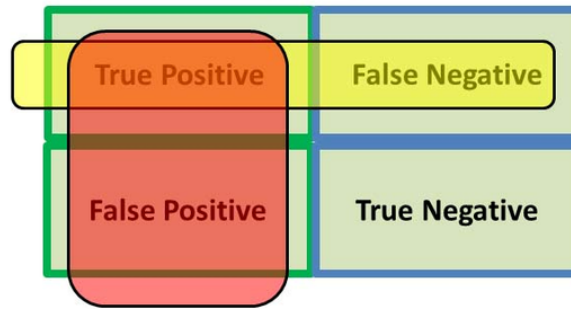 True Positive
False Negative
False Positive
True Negative